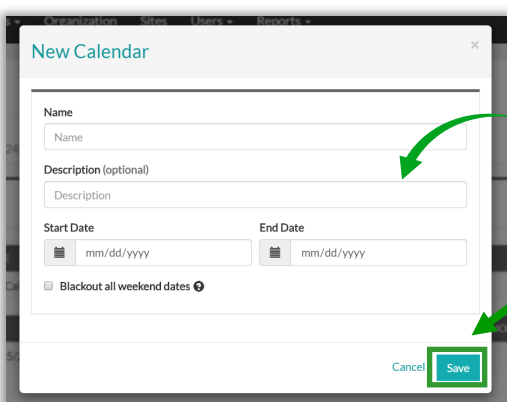 Organization Sites Users Reports
New Calendar ×
Name
Name
Description (optional)
Description
Start Date End Date
mm/dd/yyyy mm/dd/yyyy
Blackout all weekend dates ?
Cancel Save